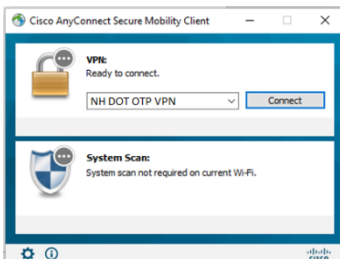 Cisco AnyConnect Secure Mobility Client
VPN:
Ready to connect.
NH DOT OTP VPN
Connect
System Scan:
System scan not required on current Wi-Fi.
CISCO